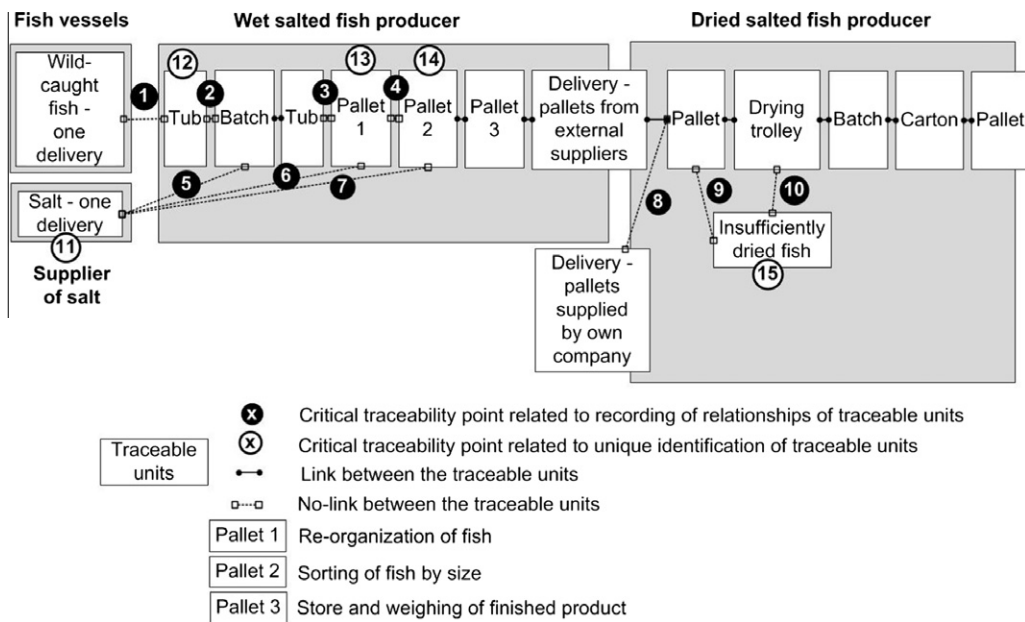 Fish vessels
Wet salted fish producer
Dried salted fish producer
Wild-
caught
fish -
one
delivery
1
12
Tub
2
Batch
Tub
3
13
Pallet
1
4
14
Pallet
2
Pallet
3
Delivery -
pallets from
external
suppliers
Pallet
Drying
trolley
Batch
Carton
Pallet
5
6
7
8
9
10
Salt - one
delivery
11
Supplier
of salt
Delivery -
pallets
supplied
by own
company
Insufficiently
dried fish
15
x Critical traceability point related to recording of relationships of traceable units
x Critical traceability point related to unique identification of traceable units
Traceable
units
Link between the traceable units
No-link between the traceable units
Pallet 1 Re-organization of fish
Pallet 2 Sorting of fish by size
Pallet 3 Store and weighing of finished product